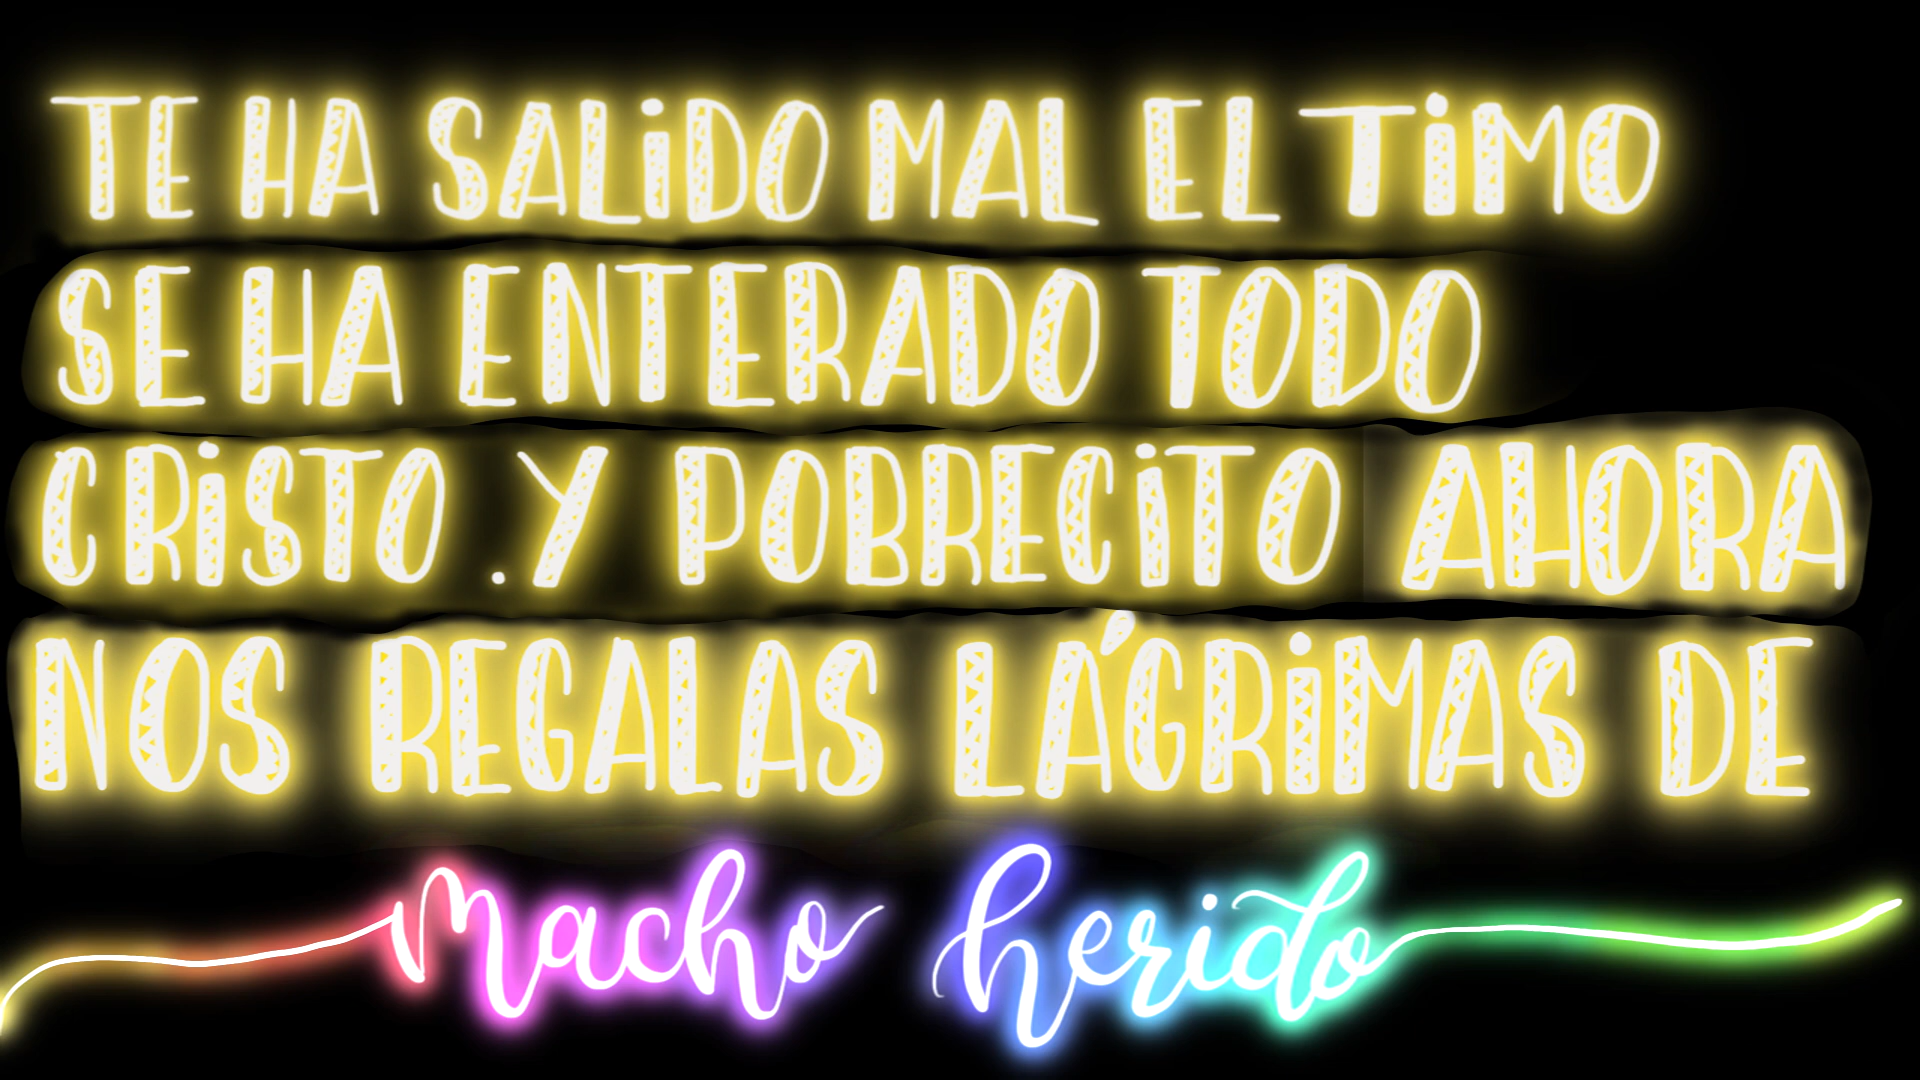 TE HA SALiDO MAL EL TiMO
SE HA ENTERADO TODO
CRiSTO .Y POBRECiTO AHORA
NOS REGALAS LÁGRiMAS DE
macho herido